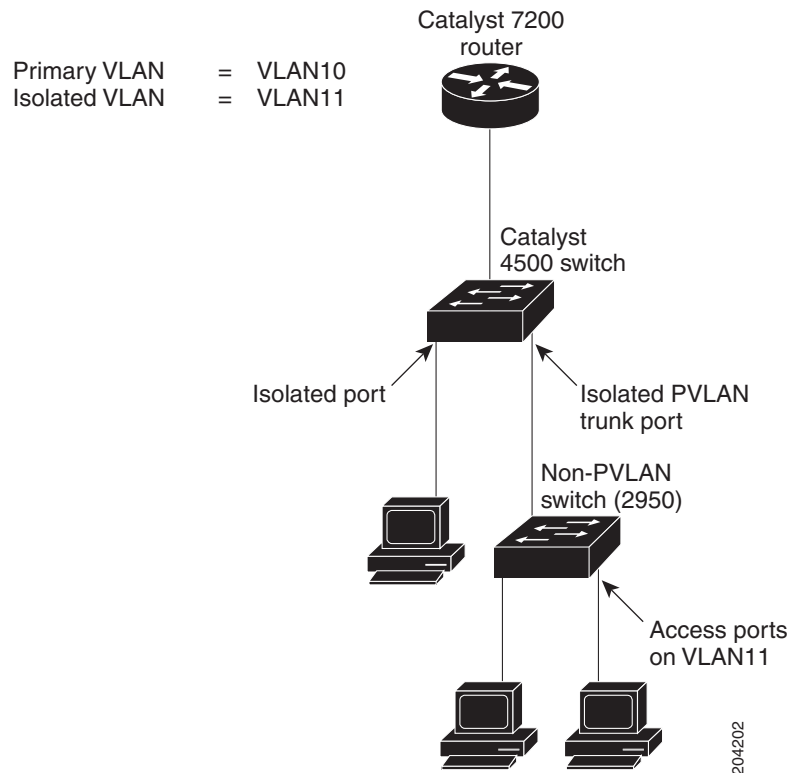 Catalyst 7200
router
Primary VLAN = VLAN10
Isolated VLAN = VLAN11
Catalyst
4500 switch
Isolated port
Isolated PVLAN
trunk port
Non-PVLAN
switch (2950)
Access ports
on VLAN11
204202